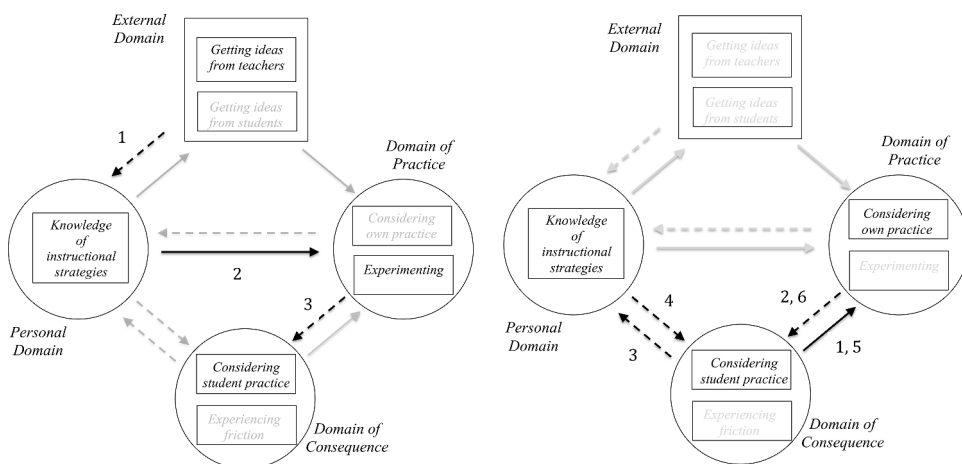 External
Domain
Getting ideas
from teachers
Getting ideas
from students
1
Domain of
Practice
Knowledge
of
instructional
strategies
Considering
own practice
2
Experimenting
3
Personal
Domain
Considering
student practice
Experiencing
friction
Domain of
Consequence
External
Domain
Getting ideas
from teachers
Getting ideas
from students
Domain of
Practice
Knowledge
of
instructional
strategies
Considering
own practice
Experimenting
4
2, 6
Personal
Domain
3
1, 5
Considering
student practice
Experiencing
friction
Domain of
Consequence